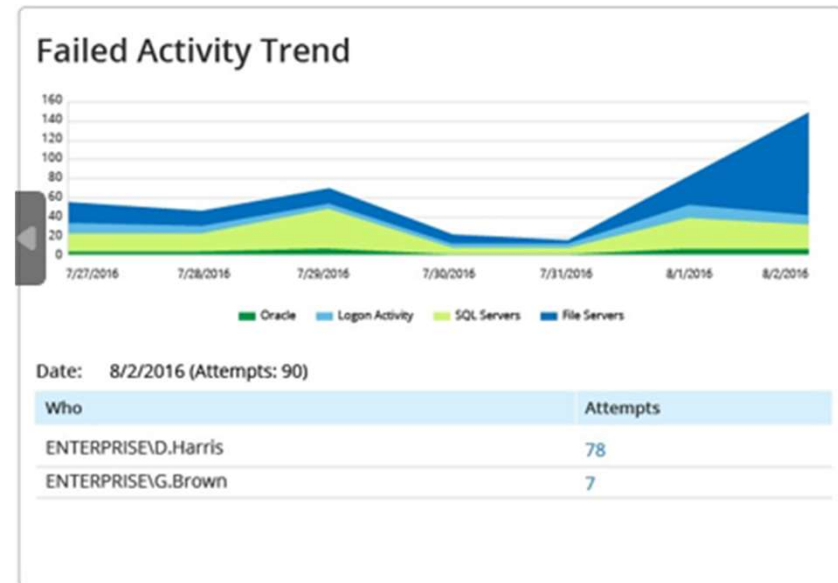 Failed Activity Trend
160
140
120
100
80
60
40
20
0
7/27/2016 7/28/2016 7/29/2016 7/30/2016 7/31/2016 8/1/2016 8/2/2016
Oracle Logon Activity SQL Servers File Servers
Date: 8/2/2016 (Attempts: 90)
Who Attempts
ENTERPRISE\D.Harris 78
ENTERPRISE\G.Brown 7